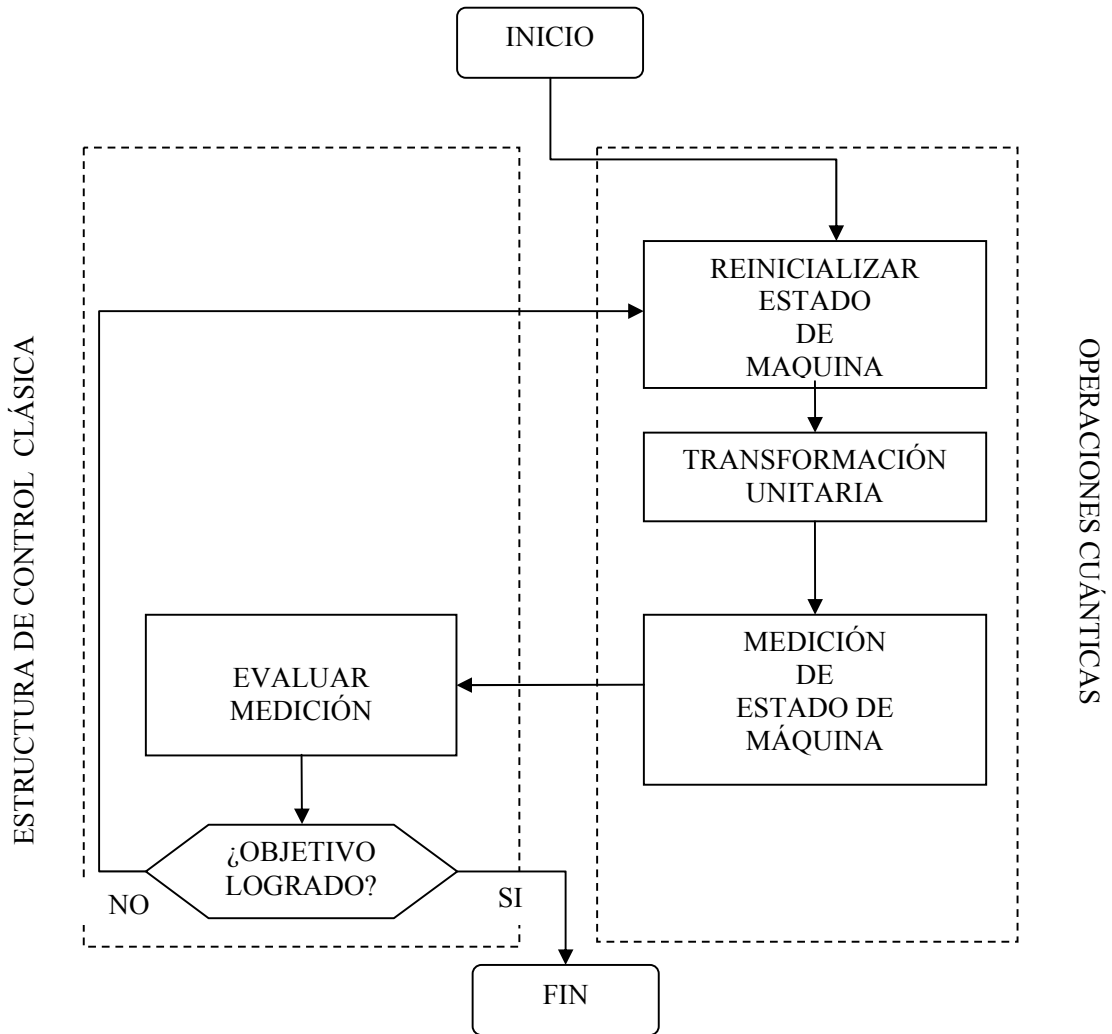 INICIO
REINICIALIZAR
ESTADO
DE
MAQUINA
TRANSFORMACIÓN
UNITARIA
MEDICIÓN
DE
ESTADO DE
MÁQUINA
EVALUAR
MEDICIÓN
¿OBJETIVO
LOGRADO?
NO
SI
FIN
ESTRUCTURA DE CONTROL CLÁSICA
OPERACIONES CUÁNTICAS